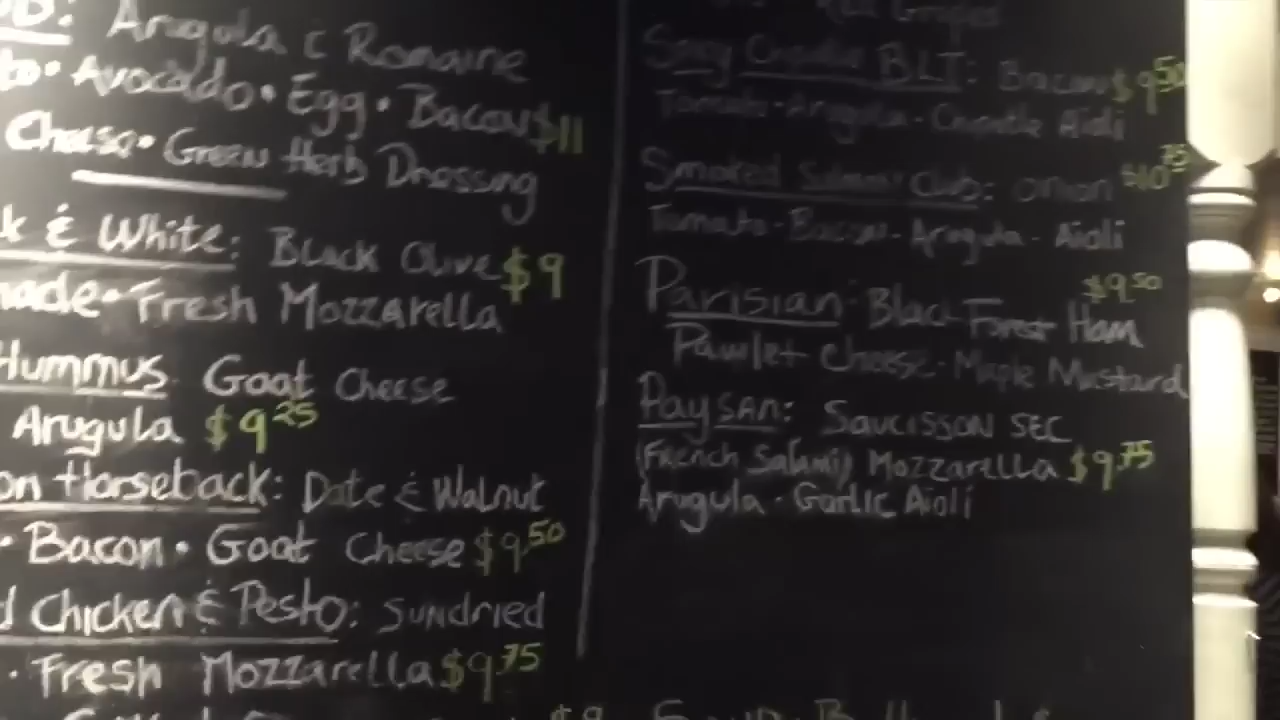 Arugula & Romaine
Avocado • Egg • Bacon $11
Cheese • Green Herb Dressing
& White: Black Olive $9
Fresh Mozzarella
Hummus Goat Cheese
Arugula $9.25
on Horseback: Date & Walnut
• Bacon • Goat Cheese $9.50
Chicken & Pesto: Sundried
• Fresh Mozzarella $9.75
$9
BLT: Bacon $9.50
Tomato • Arugula • Chipotle Aioli
Smoked Salmon Club: Onion $10.75
Tomato • Bacon • Arugula • Aioli
$9.50
Parisian: Black Forest Ham
Pawlet Cheese • Maple Mustard
Paysan: Saucisson Sec
(French Salami) Mozzarella $9.75
Arugula • Garlic Aioli